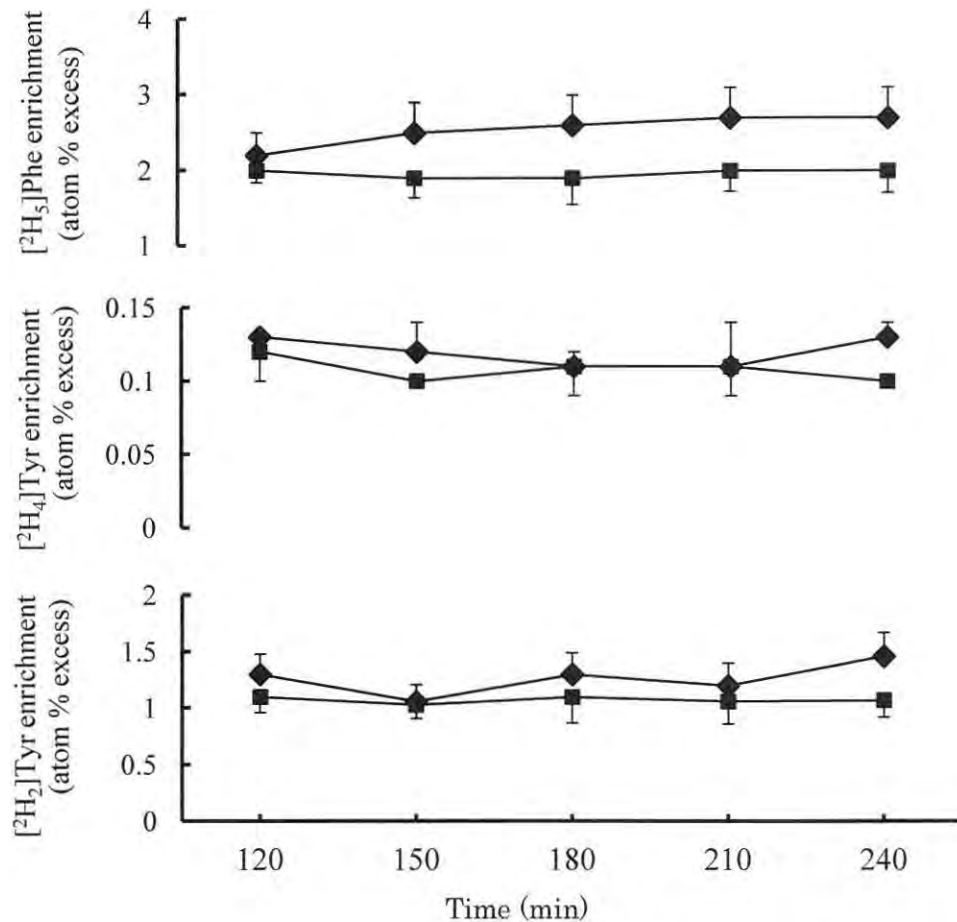 [²H₅]Phe enrichment
(atom % excess)
4
3
2
1
[²H₄]Tyr enrichment
(atom % excess)
0.15
0.1
0.05
0
[²H₂]Tyr enrichment
(atom % excess)
2
1.5
1
0.5
0
120 150 180 210 240
Time (min)